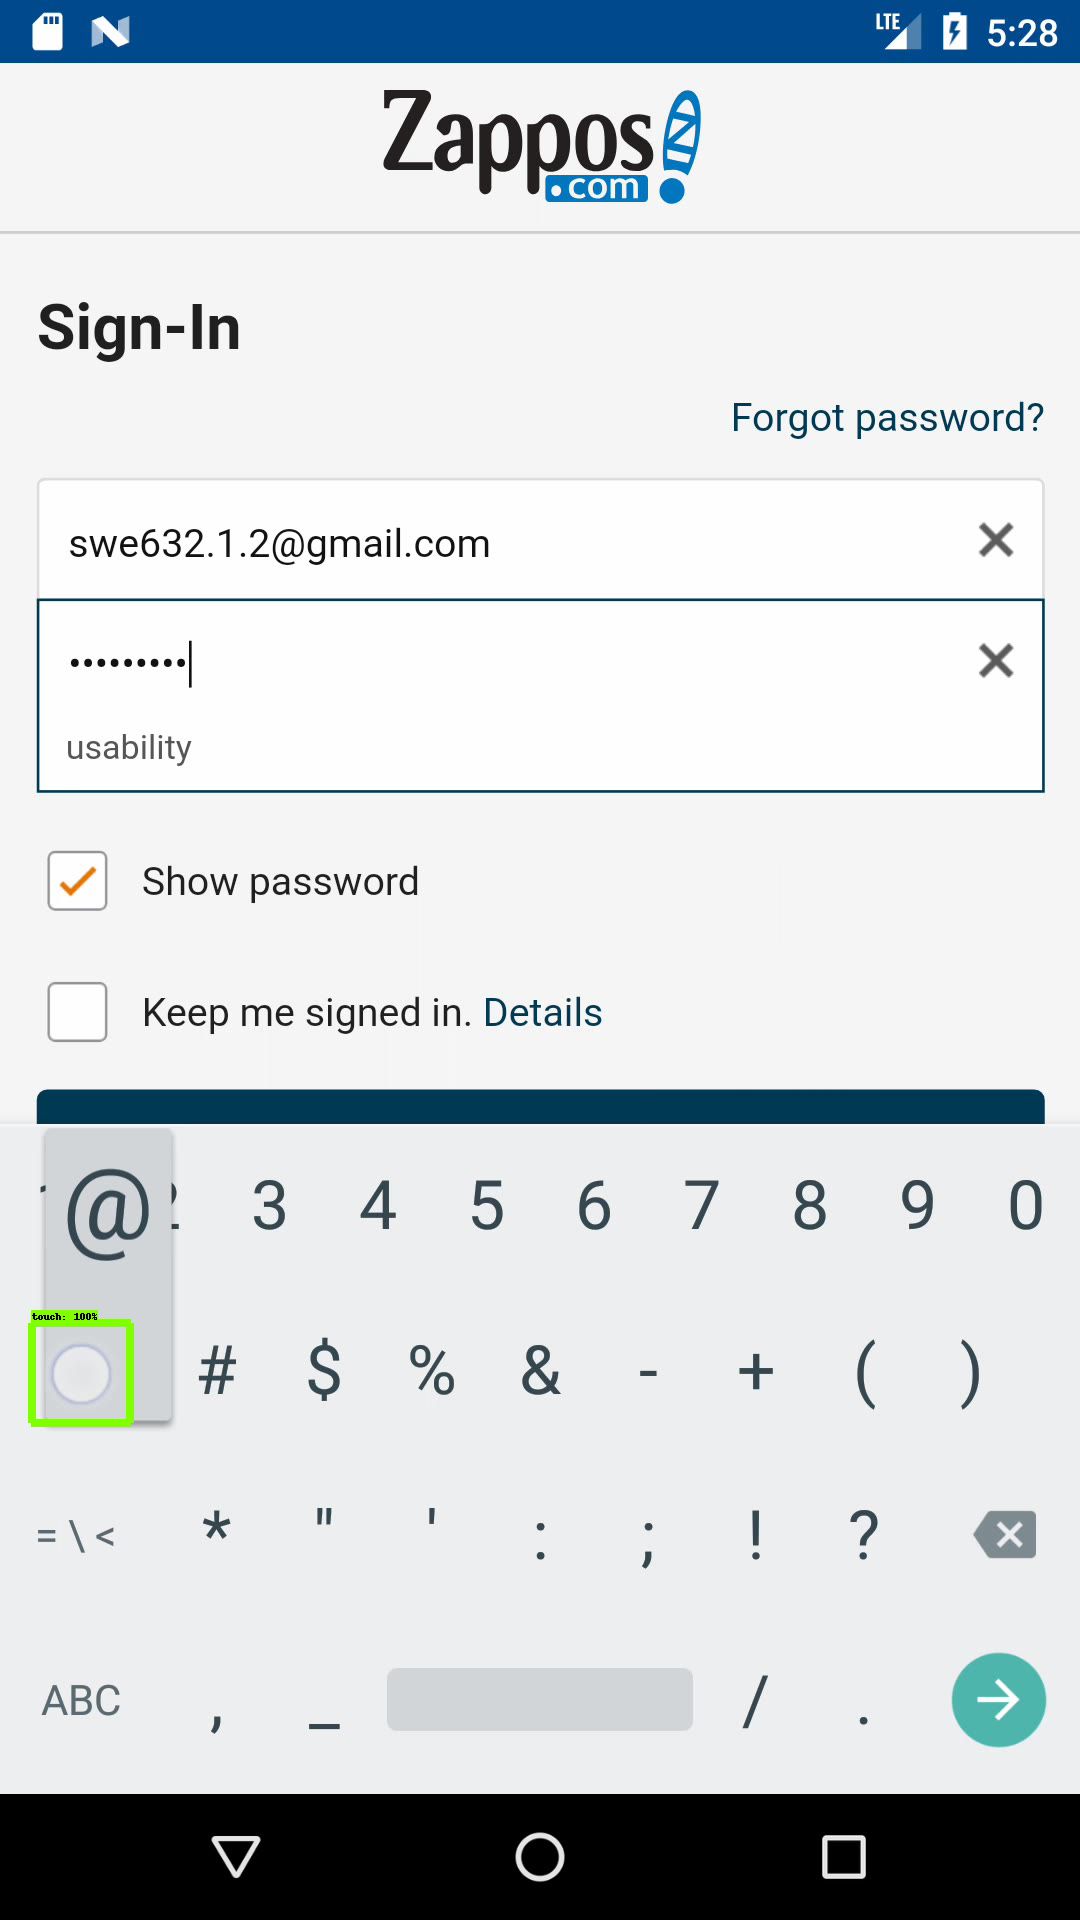 LTE 5:28
Zappos
.com
Sign-In
Forgot password?
swe632.1.2@gmail.com
•••••••••
usability
Show password
Keep me signed in. Details
@ 2 3 4 5 6 7 8 9 0
touch: 100%
# $ % & - + ( )
= \ < * " ' : ; ! ?
ABC , _ / .